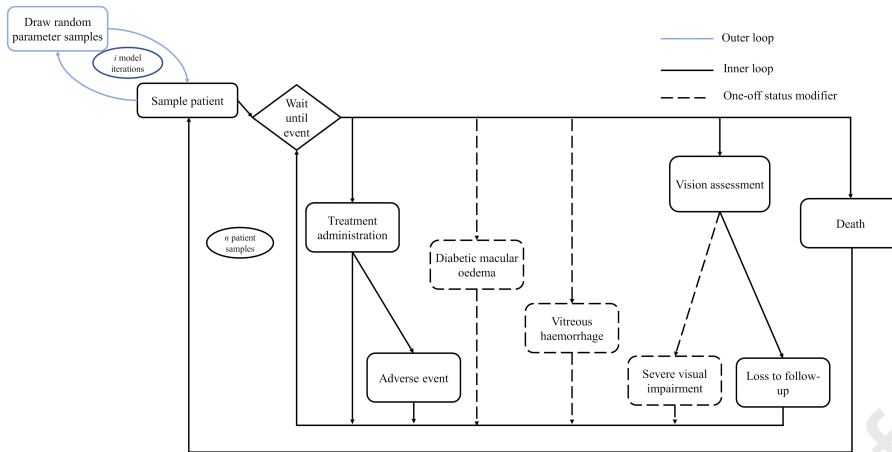 Draw random
parameter samples
i model
iterations
Sample patient
Wait
until
event
Outer loop
Inner loop
One-off status modifier
n patient
samples
Treatment
administration
Diabetic macular
oedema
Vitreous
haemorrhage
Vision assessment
Death
Adverse event
Severe visual
impairment
Loss to follow-
up